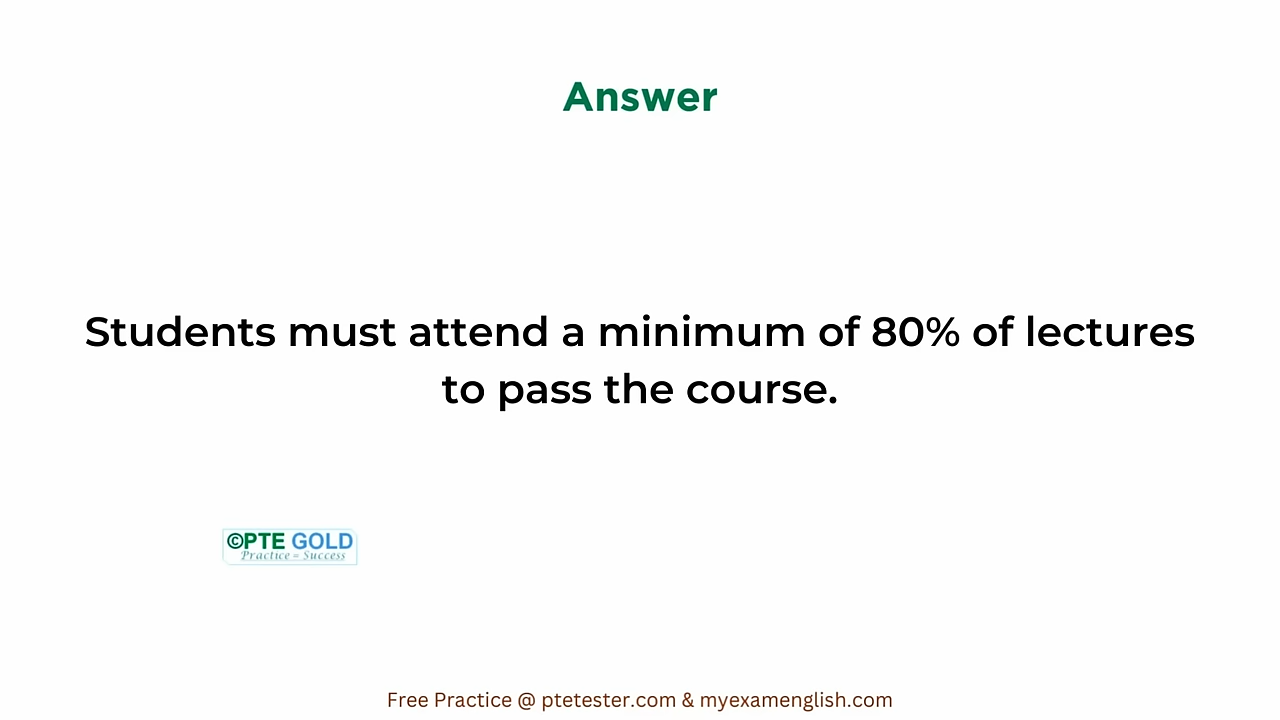 Answer
Students must attend a minimum of 80% of lectures
to pass the course.
©PTE GOLD
Practice = Success
Free Practice @ ptetester.com & myexamenglish.com